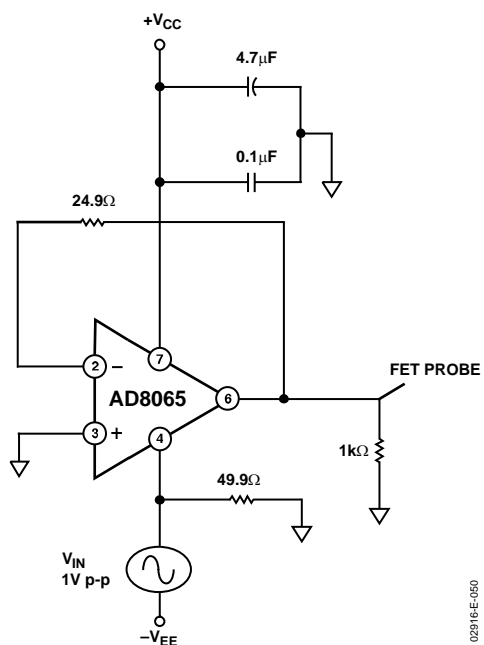 +VCC
4.7μF
0.1μF
24.9Ω
2
−
7
AD8065
6
FET PROBE
3
+
4
1kΩ
49.9Ω
VIN
1V p-p
−VEE
02916-E-050